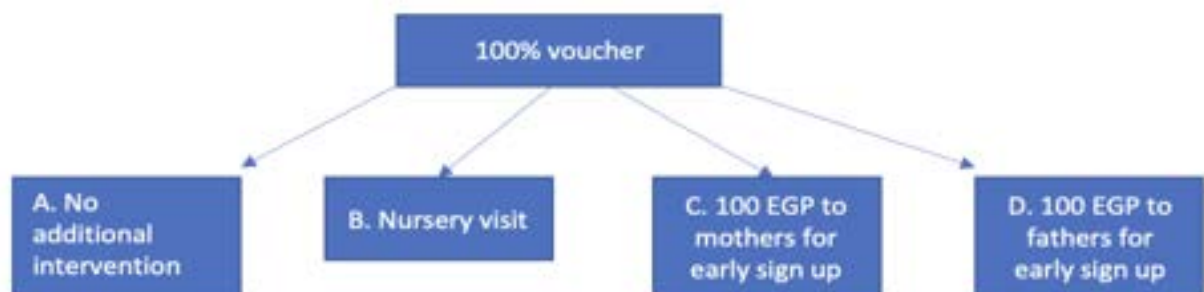 100% voucher
A. No
additional
intervention
B. Nursery visit
C. 100 EGP to
mothers for
early sign up
D. 100 EGP to
fathers for
early sign up